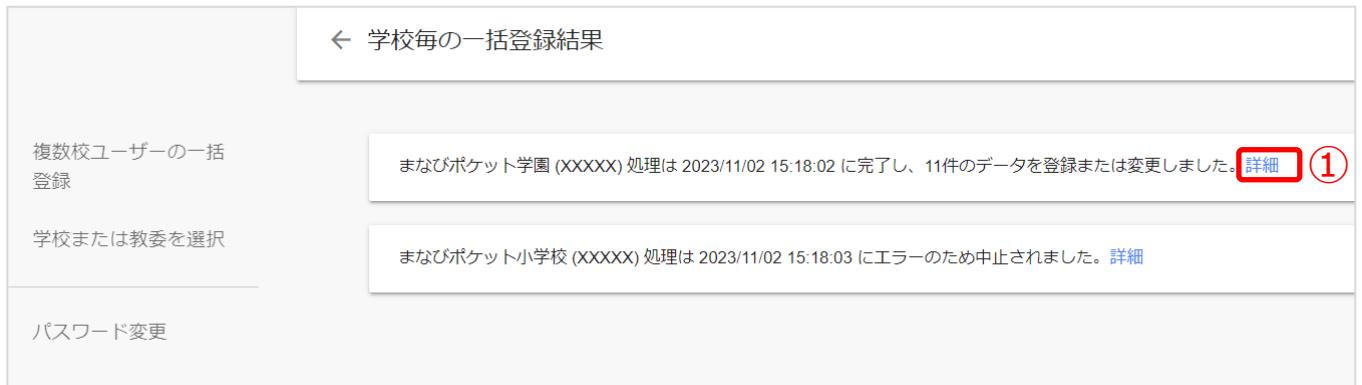 ← 学校毎の一括登録結果
複数校ユーザーの一括
登録
学校または教委を選択
パスワード変更
まなびポケット学園 (XXXXX) 処理は 2023/11/02 15:18:02 に完了し、11件のデータを登録または変更しました。詳細 ①
まなびポケット小学校 (XXXXX) 処理は 2023/11/02 15:18:03 にエラーのため中止されました。詳細